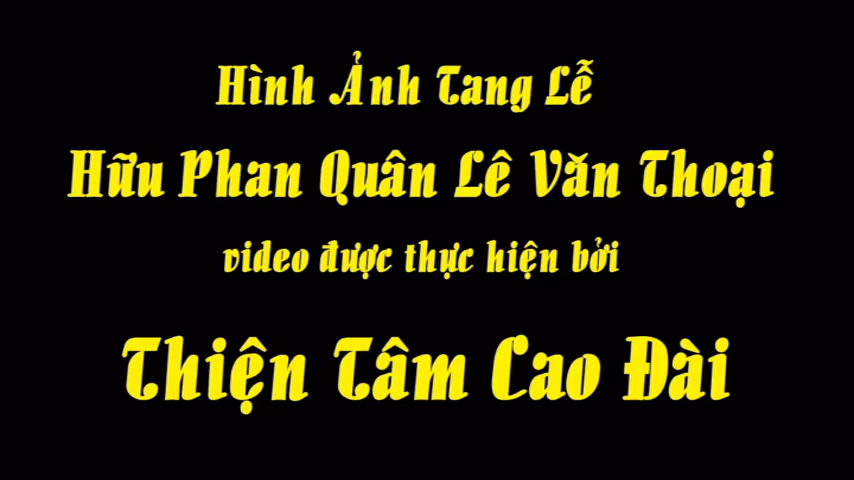 Hình Ảnh Tang Lễ
Hữu Phan Quân Lê Văn Thoại
video được thực hiện bởi
Thiện Tâm Cao Đài